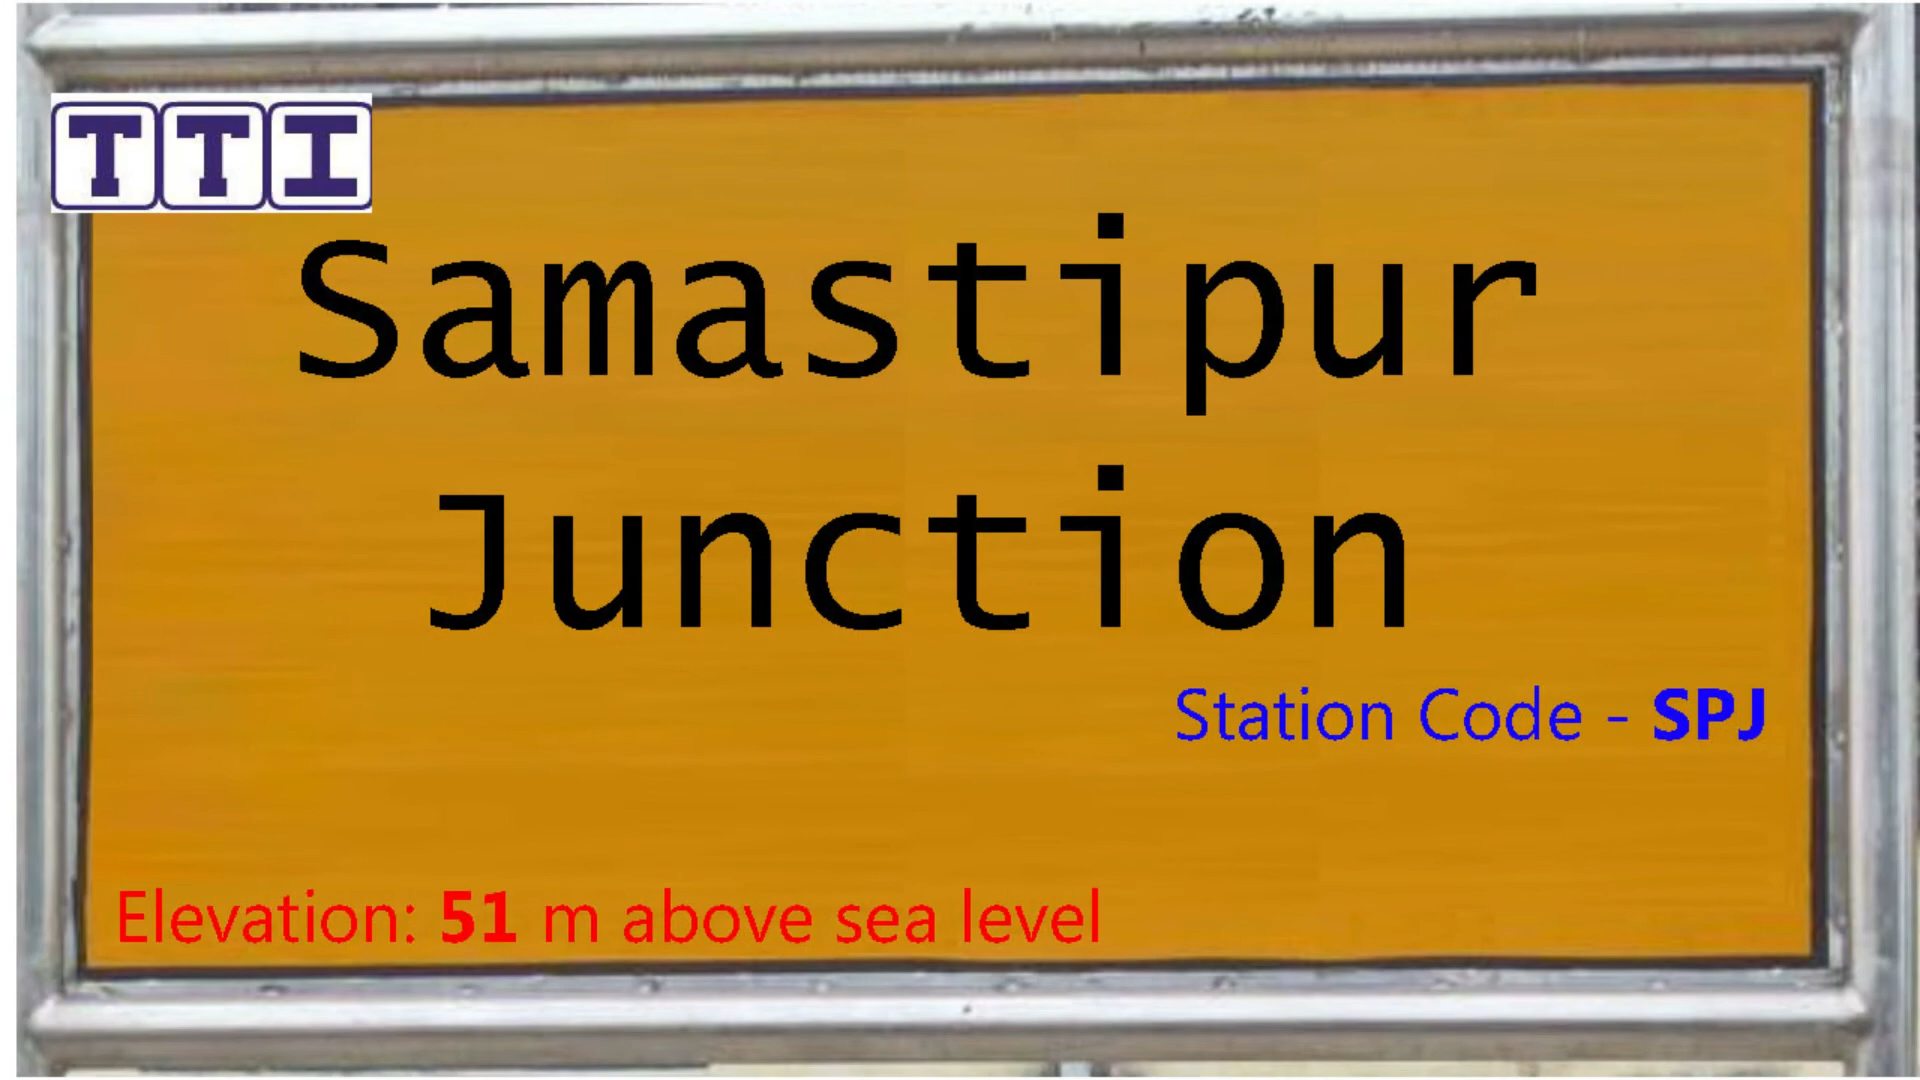 TTI
Samastipur
Junction
Station Code - SPJ
Elevation: 51 m above sea level